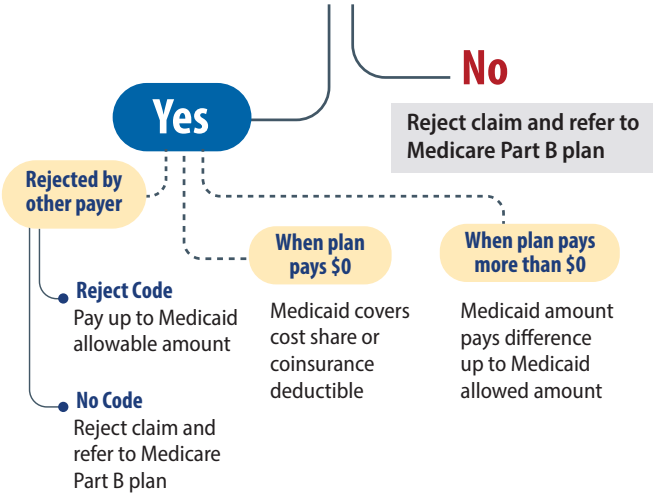 No
Reject claim and refer to
Medicare Part B plan
Yes
Rejected by
other payer
Reject Code
Pay up to Medicaid
allowable amount
No Code
Reject claim and
refer to Medicare
Part B plan
When plan
pays $0
Medicaid covers
cost share or
coinsurance
deductible
When plan pays
more than $0
Medicaid amount
pays difference
up to Medicaid
allowed amount